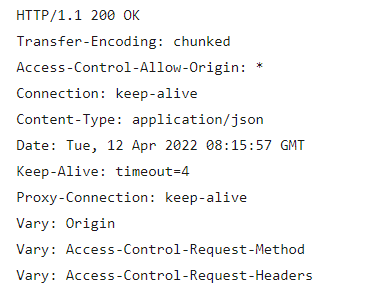 HTTP/1.1 200 OK
Transfer-Encoding: chunked
Access-Control-Allow-Origin: *
Connection: keep-alive
Content-Type: application/json
Date: Tue, 12 Apr 2022 08:15:57 GMT
Keep-Alive: timeout=4
Proxy-Connection: keep-alive
Vary: Origin
Vary: Access-Control-Request-Method
Vary: Access-Control-Request-Headers